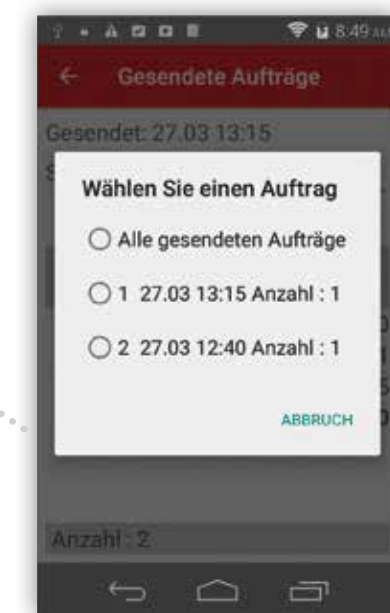 8:49 AM
Gesendete Aufträge
Gesendet: 27.03 13:15
Wählen Sie einen Auftrag
Alle gesendeten Aufträge
1 27.03 13:15 Anzahl : 1
2 27.03 12:40 Anzahl : 1
ABBRUCH
Anzahl : 2